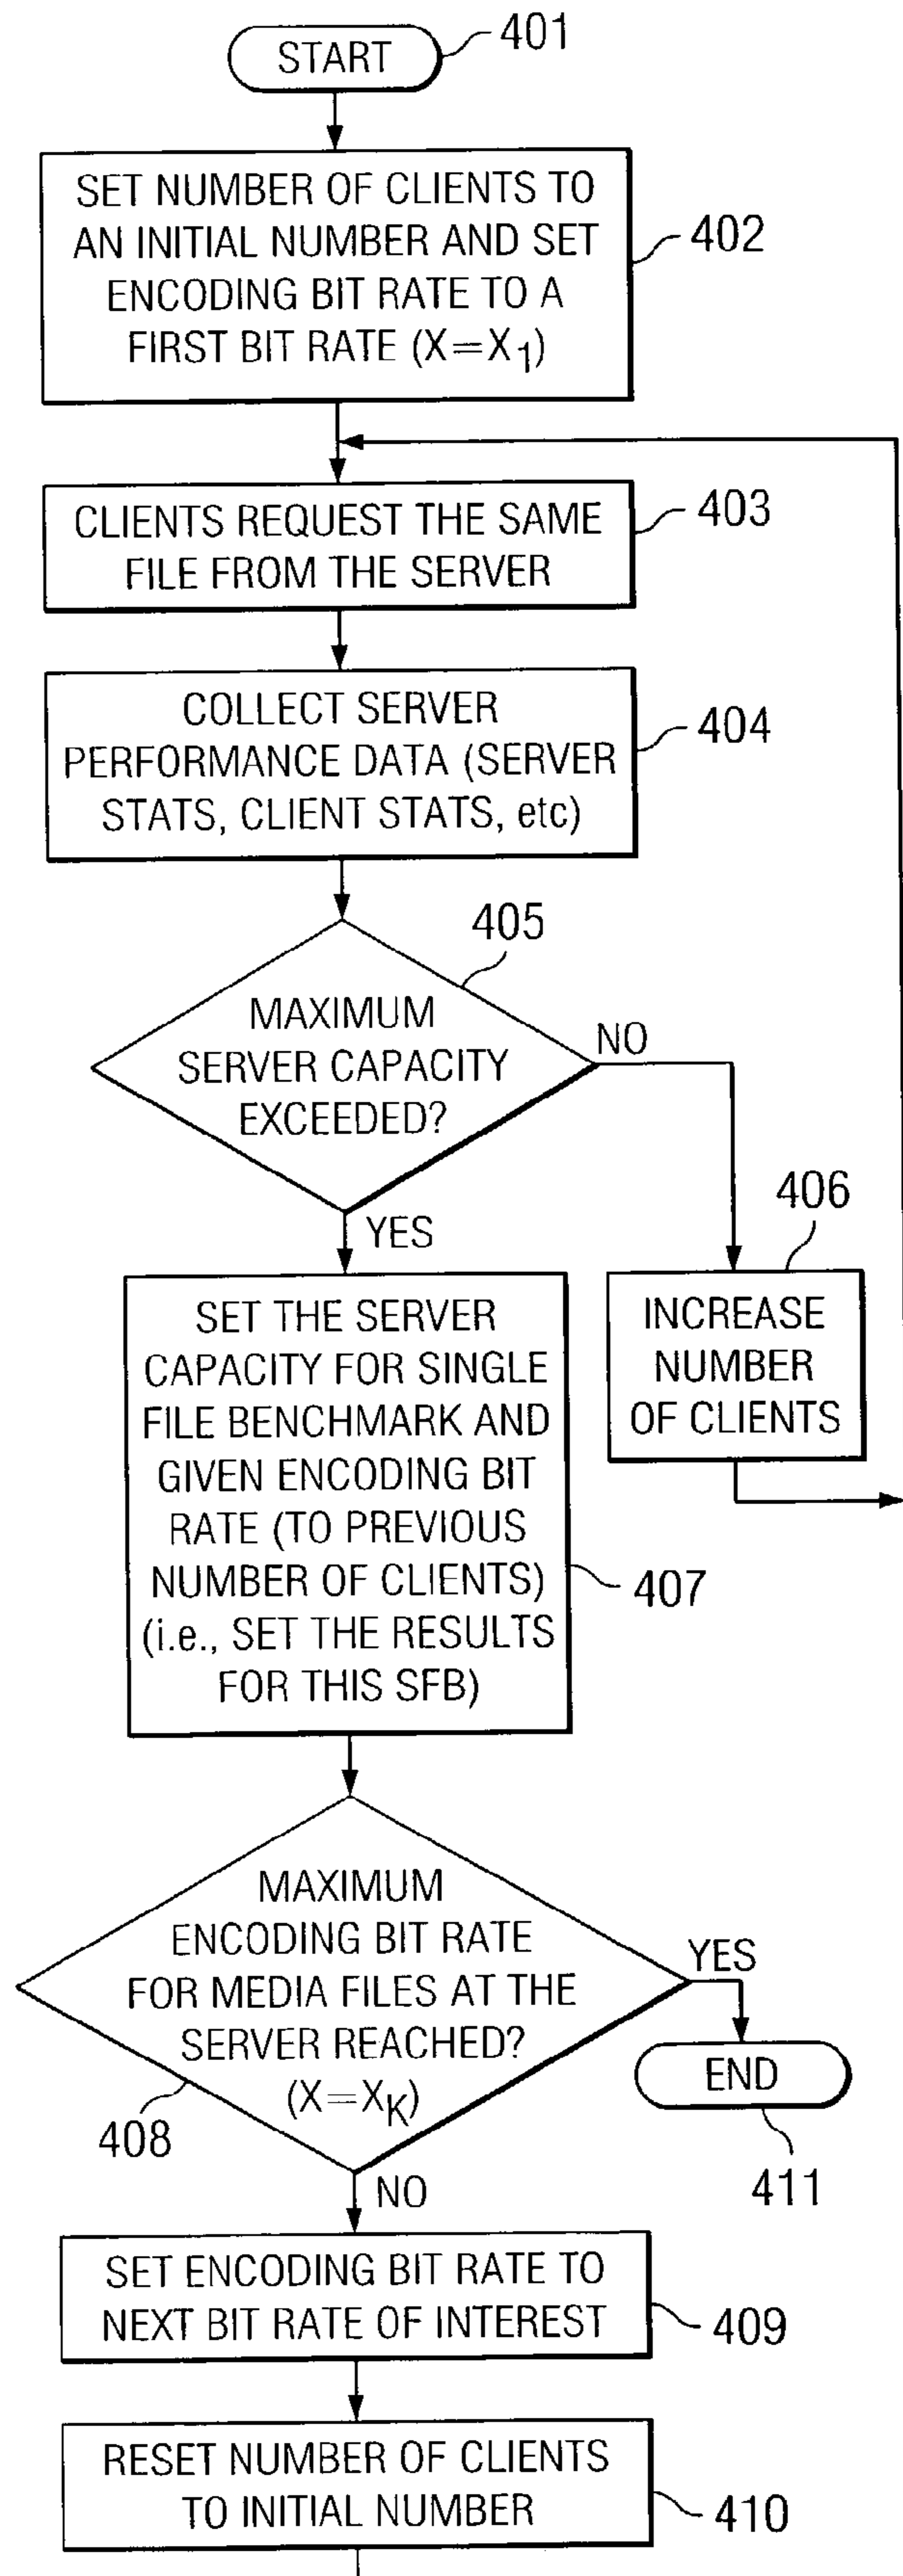 START
401
SET NUMBER OF CLIENTS TO
AN INITIAL NUMBER AND SET
ENCODING BIT RATE TO A
FIRST BIT RATE (X=X1)
402
CLIENTS REQUEST THE SAME
FILE FROM THE SERVER
403
COLLECT SERVER
PERFORMANCE DATA (SERVER
STATS, CLIENT STATS, etc)
404
405
MAXIMUM
SERVER CAPACITY
EXCEEDED?
NO
YES
406
INCREASE
NUMBER
OF CLIENTS
SET THE SERVER
CAPACITY FOR SINGLE
FILE BENCHMARK AND
GIVEN ENCODING BIT
RATE (TO PREVIOUS
NUMBER OF CLIENTS)
(i.e., SET THE RESULTS
FOR THIS SFB)
407
MAXIMUM
ENCODING BIT RATE
FOR MEDIA FILES AT THE
SERVER REACHED?
(X=XK)
408
YES
END
411
NO
SET ENCODING BIT RATE TO
NEXT BIT RATE OF INTEREST
409
RESET NUMBER OF CLIENTS
TO INITIAL NUMBER
410